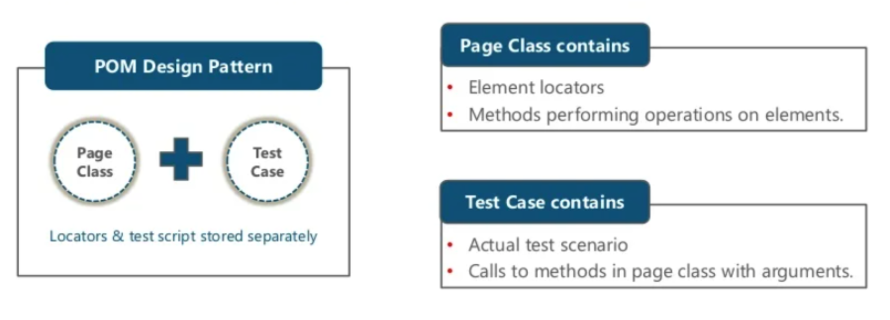 POM Design Pattern
Page
Class
Test
Case
Locators & test script stored separately
Page Class contains
• Element locators
• Methods performing operations on elements.
Test Case contains
• Actual test scenario
• Calls to methods in page class with arguments.